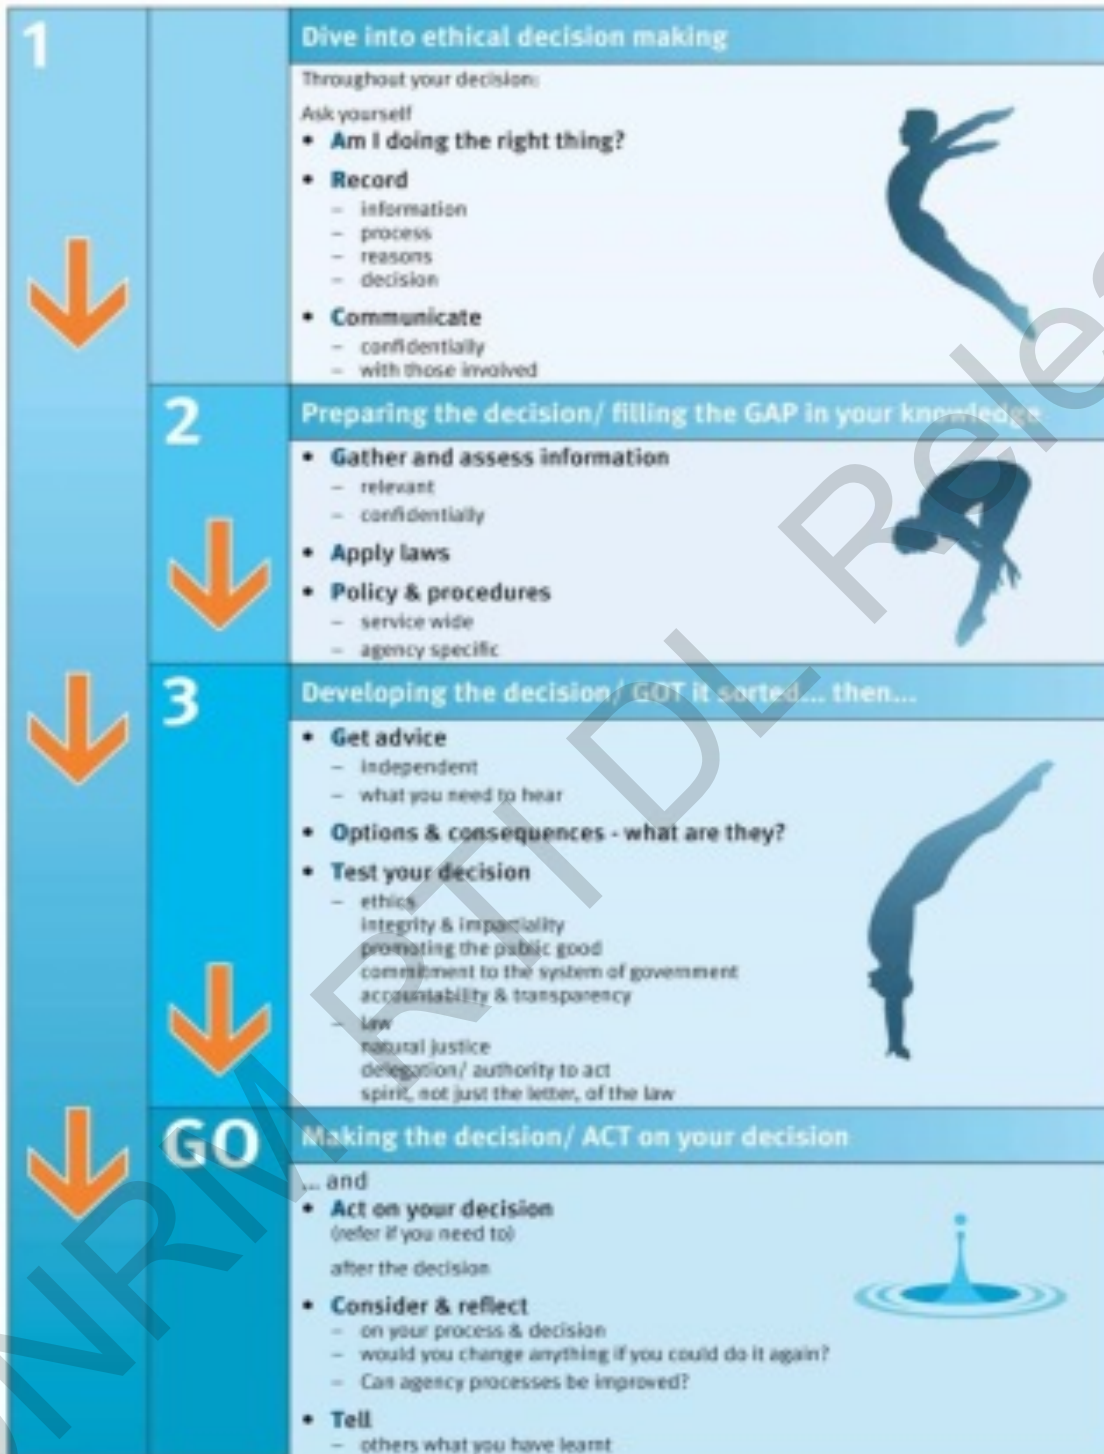 1
Dive into ethical decision making
Throughout your decision:
Ask yourself
• Am I doing the right thing?
• Record
– information
– process
– reasons
– decision
• Communicate
– confidentially
– with those involved
2
Preparing the decision/ filling the GAP in your knowledge
• Gather and assess information
– relevant
– confidentially
• Apply laws
• Policy & procedures
– service wide
– agency specific
3
Developing the decision/ GOT it sorted... then...
• Get advice
– independent
– what you need to hear
• Options & consequences - what are they?
• Test your decision
– ethics
integrity & impartiality
promoting the public good
commitment to the system of government
accountability & transparency
– law
natural justice
delegation/ authority to act
spirit, not just the letter, of the law
GO
Making the decision/ ACT on your decision
... and
• Act on your decision
(refer if you need to)
after the decision
• Consider & reflect
– on your process & decision
– would you change anything if you could do it again?
– Can agency processes be improved?
• Tell
– others what you have learnt
RTI DL